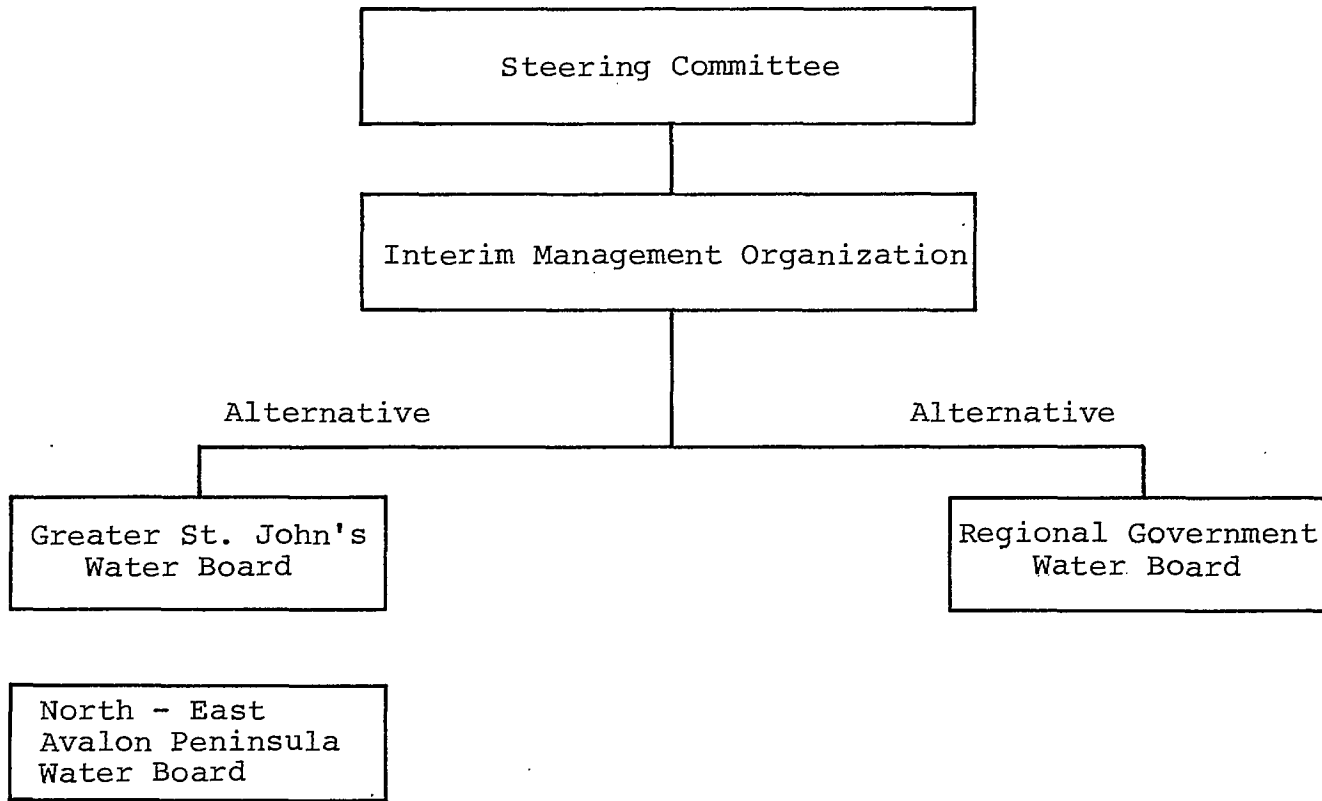 Steering Committee
Interim Management Organization
Alternative
Alternative
Greater St. John's
Water Board
Regional Government
Water Board
North - East
Avalon Peninsula
Water Board